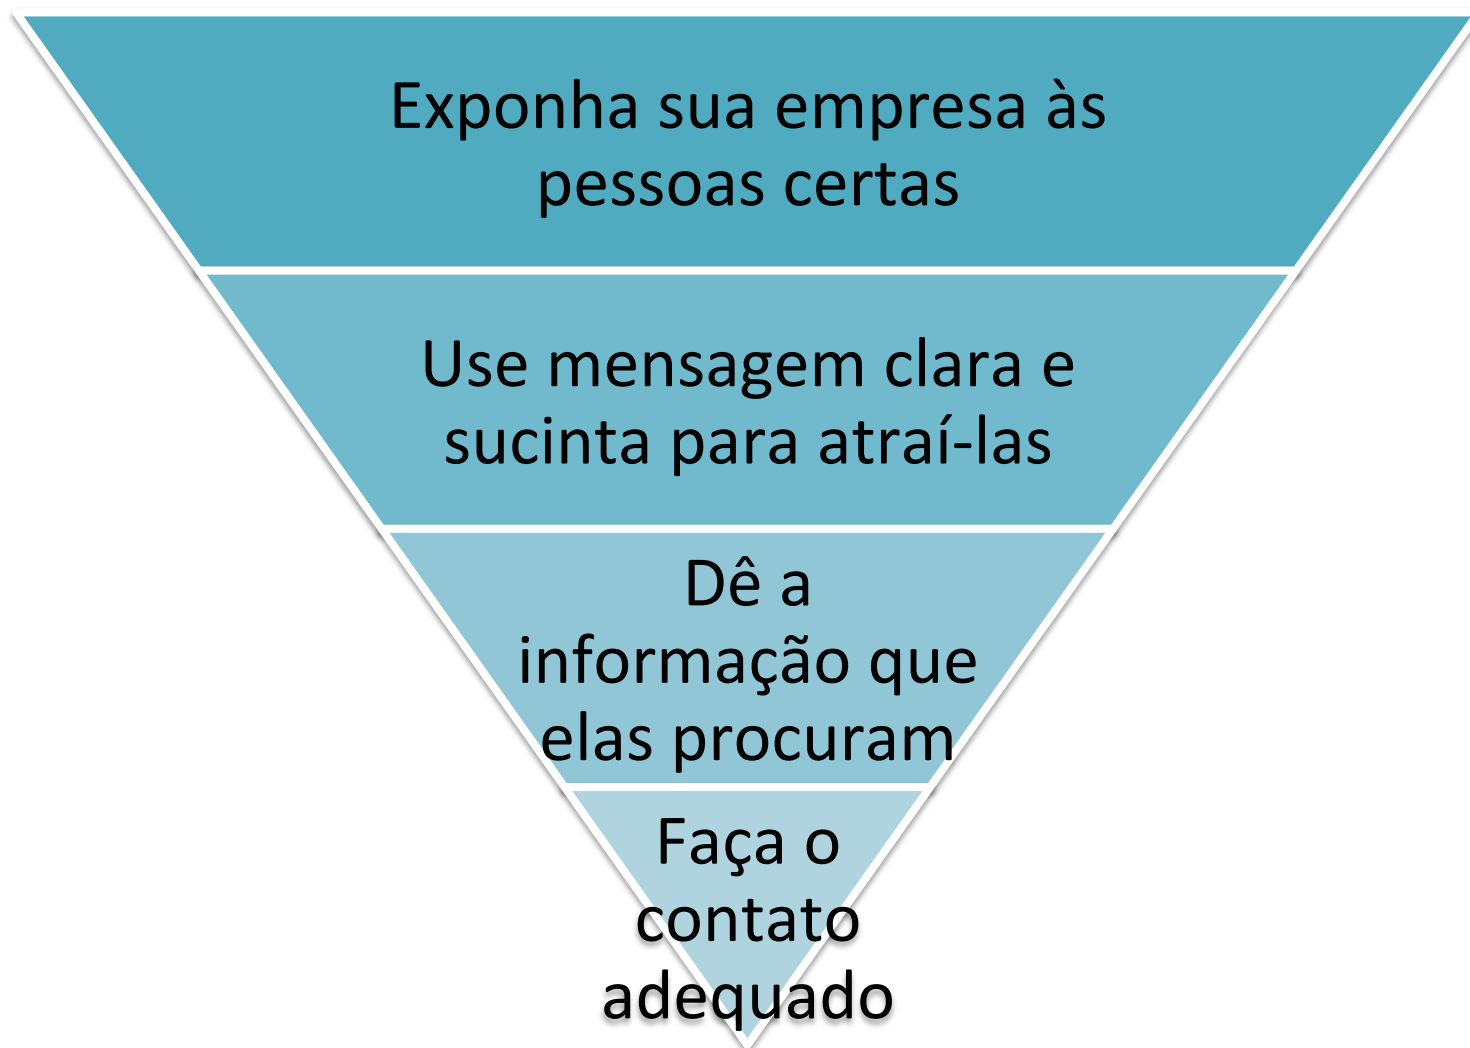 Exponha sua empresa às
pessoas certas
Use mensagem clara e
sucinta para atraí-las
Dê a
informação que
elas procuram
Faça o
contato
adequado